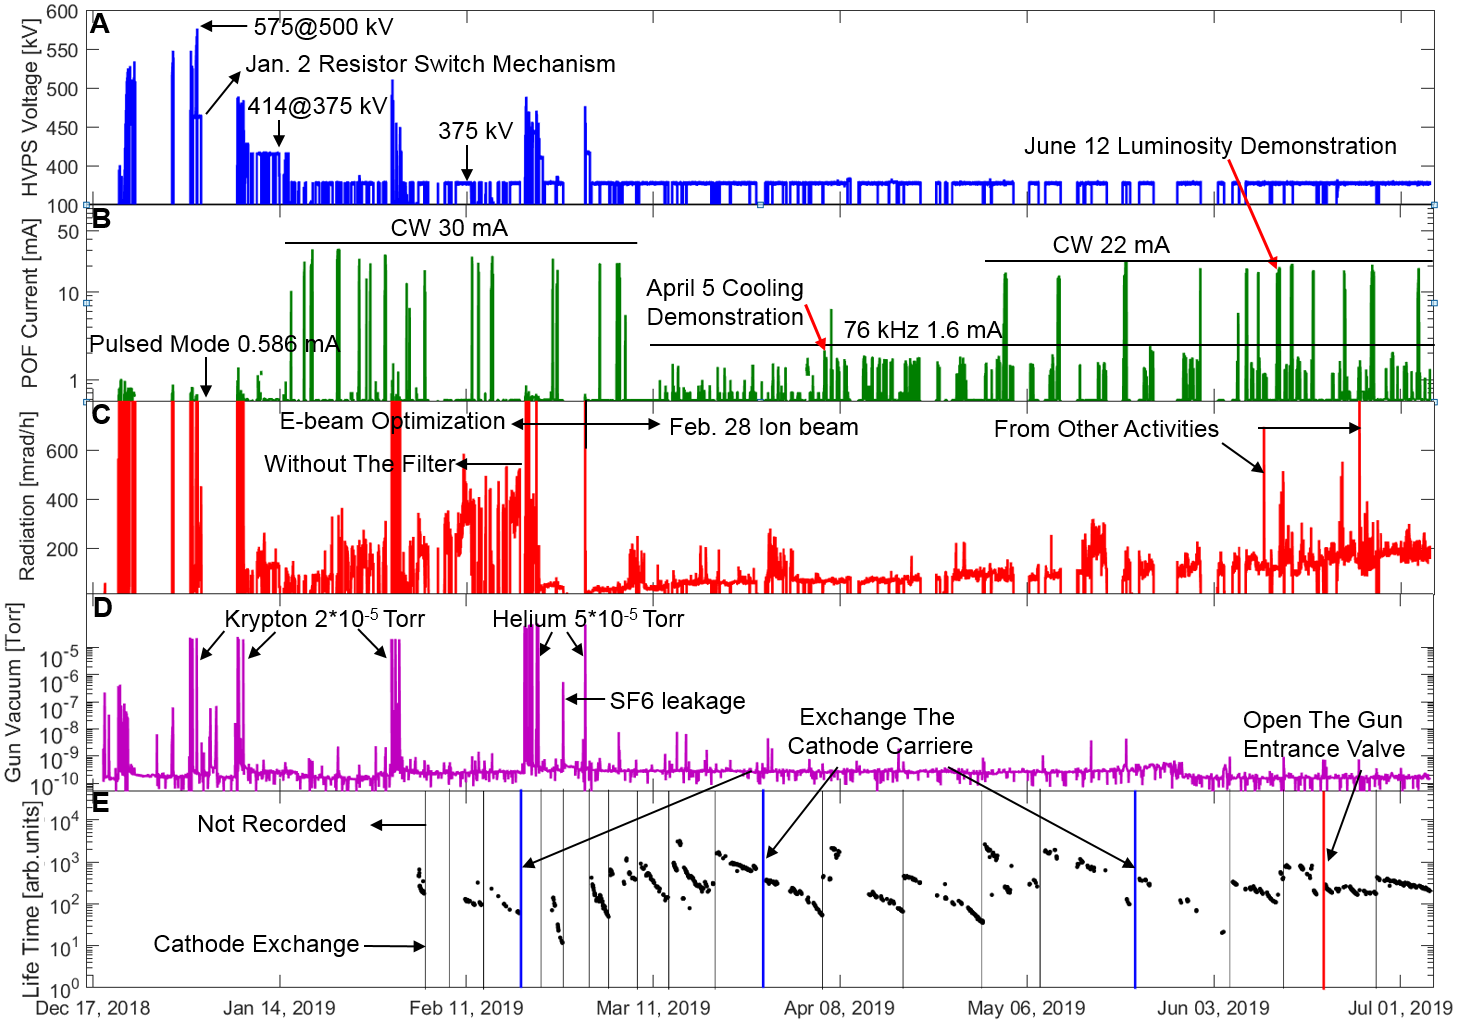 A
HVPS Voltage [kV]
600
550
500
450
400
575@500 kV
Jan. 2 Resistor Switch Mechanism
414@375 kV
375 kV
June 12 Luminosity Demonstration
B
POF Current [mA]
100
50
10
1
CW 30 mA
CW 22 mA
April 5 Cooling
Demonstration
76 kHz 1.6 mA
Pulsed Mode 0.586 mA
C
Radiation [mrad/h]
600
400
200
E-beam Optimization
Feb. 28 Ion beam
From Other Activities
Without The Filter
D
Gun Vacuum [Torr]
10-5
10-6
10-7
10-8
10-9
10-10
Krypton 2*10-5 Torr
Helium 5*10-5 Torr
SF6 leakage
Exchange The
Cathode Carriere
Open The Gun
Entrance Valve
E
Life Time [arb.units]
104
103
102
101
100
Not Recorded
Cathode Exchange
Dec 17, 2018
Jan 14, 2019
Feb 11, 2019
Mar 11, 2019
Apr 08, 2019
May 06, 2019
Jun 03, 2019
Jul 01, 2019